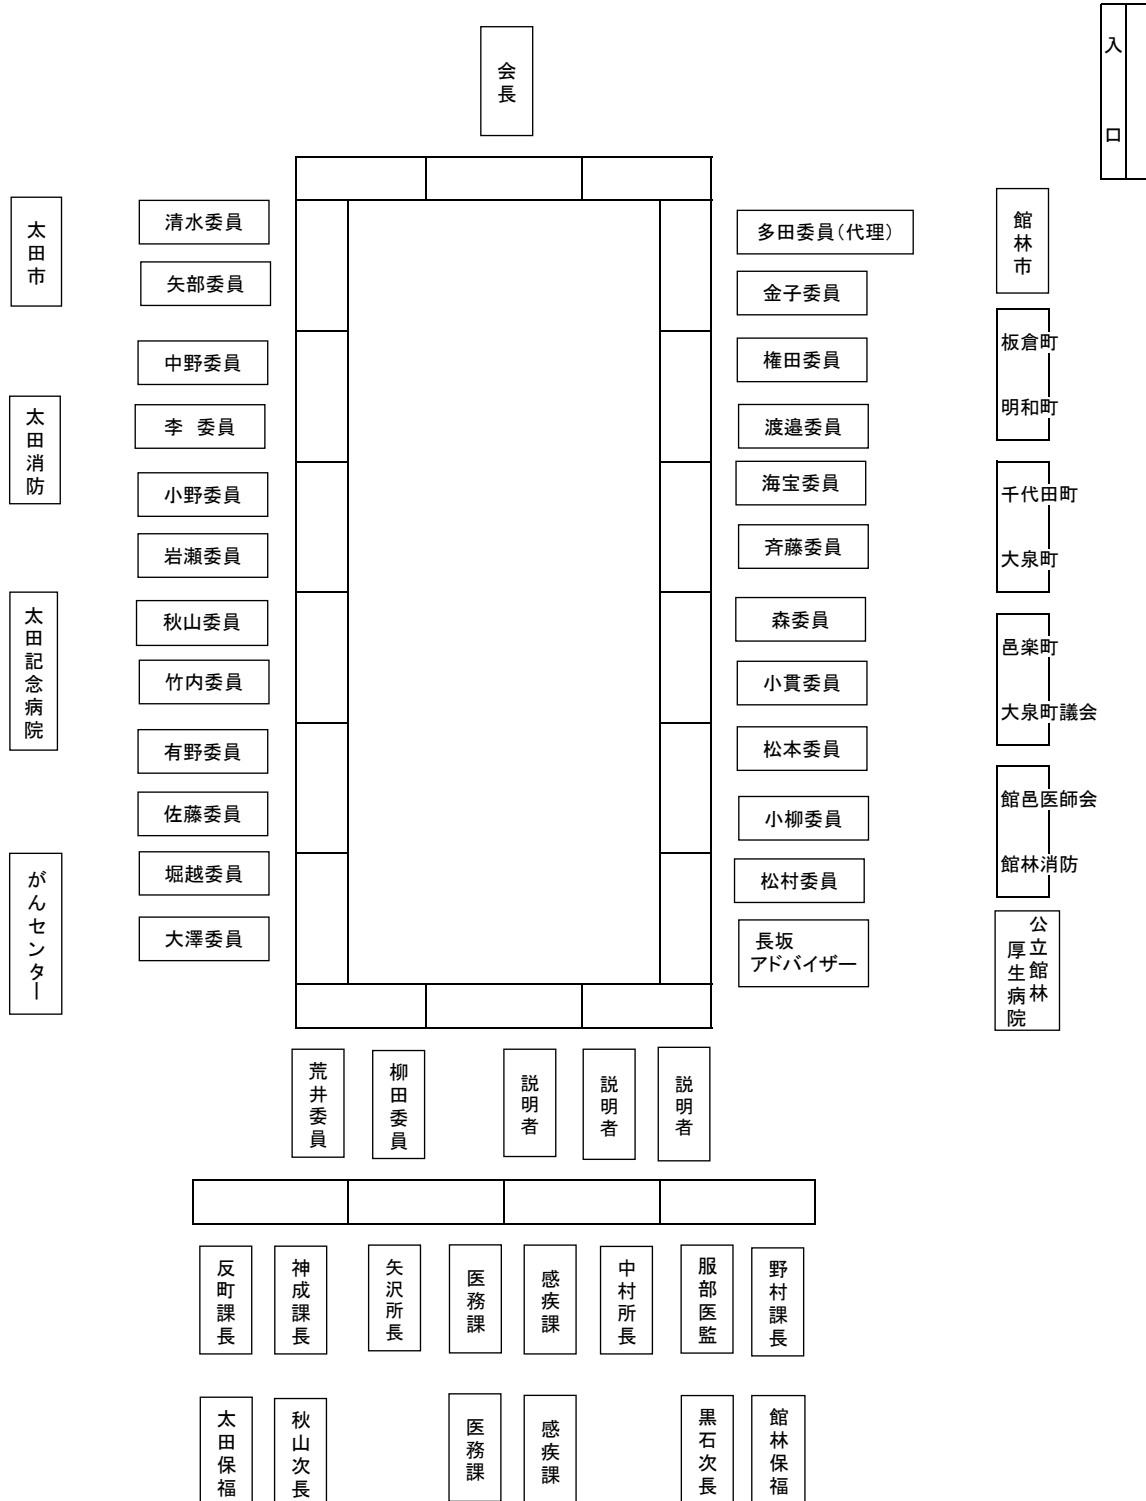 会長
入口
太田市
太田消防
太田記念病院
がんセンター
清水委員
矢部委員
中野委員
李　委員
小野委員
岩瀬委員
秋山委員
竹内委員
有野委員
佐藤委員
堀越委員
大澤委員
多田委員（代理）
金子委員
権田委員
渡邉委員
海宝委員
斉藤委員
森委員
小貫委員
松本委員
小柳委員
松村委員
長坂
アドバイザー
館林市
板倉町
明和町
千代田町
大泉町
邑楽町
大泉町議会
館邑医師会
館林消防
公立館林
厚生病院
荒井委員
柳田委員
説明者
説明者
説明者
反町課長
神成課長
矢沢所長
医務課
感疾課
中村所長
服部医監
野村課長
太田保福
秋山次長
医務課
感疾課
黒石次長
館林保福